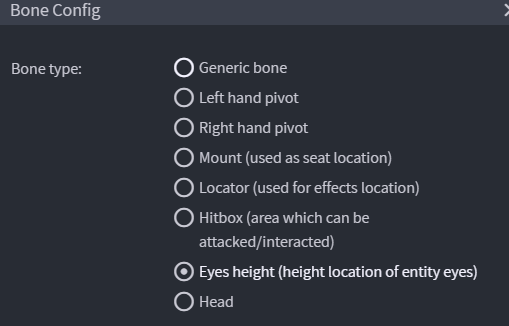 Bone Config
Bone type:
Generic bone
Left hand pivot
Right hand pivot
Mount (used as seat location)
Locator (used for effects location)
Hitbox (area which can be
attacked/interacted)
Eyes height (height location of entity eyes)
Head